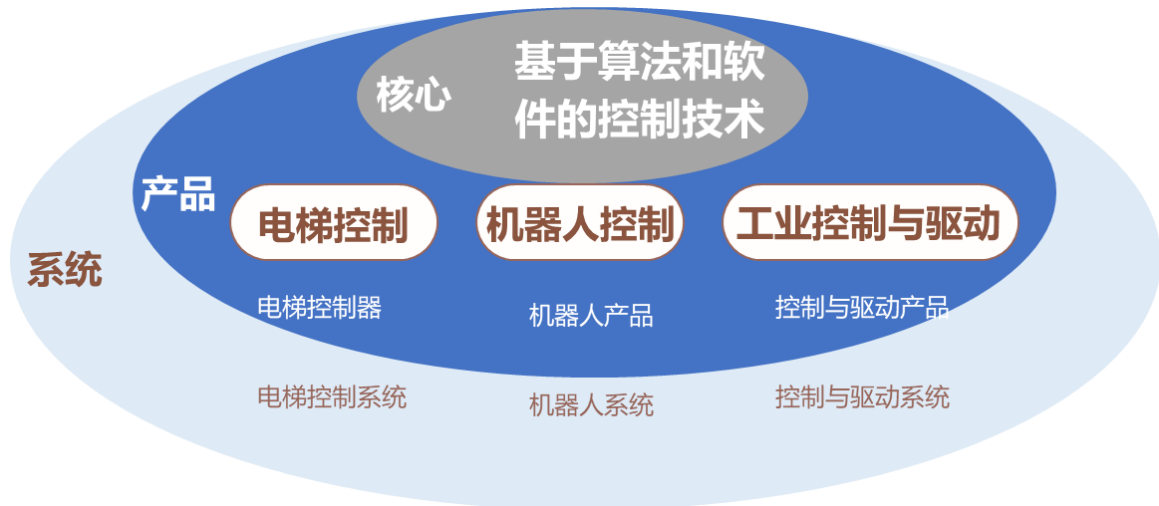 核心
基于算法和软
件的控制技术
产品
电梯控制
机器人控制
工业控制与驱动
系统
电梯控制器
机器人产品
控制与驱动产品
电梯控制系统
机器人系统
控制与驱动系统